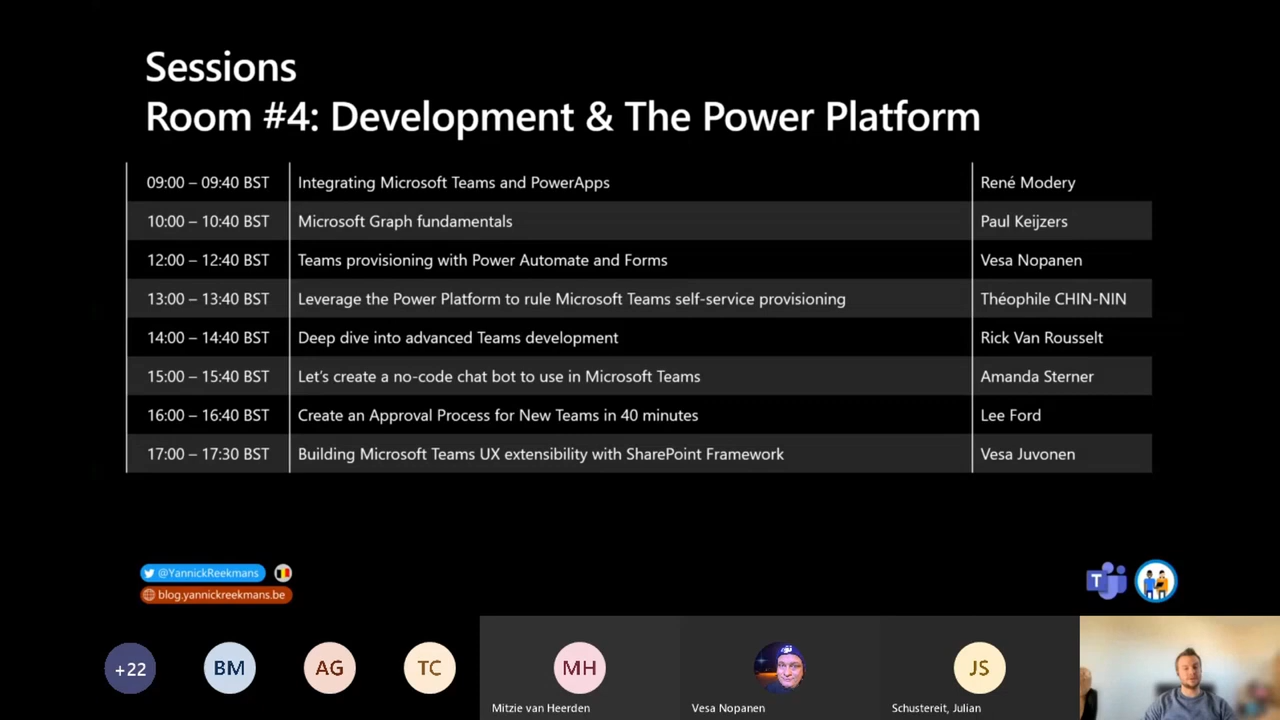 Sessions
Room #4: Development & The Power Platform
09:00 – 09:40 BST Integrating Microsoft Teams and PowerApps René Modery
10:00 – 10:40 BST Microsoft Graph fundamentals Paul Keijzers
12:00 – 12:40 BST Teams provisioning with Power Automate and Forms Vesa Nopanen
13:00 – 13:40 BST Leverage the Power Platform to rule Microsoft Teams self-service provisioning Théophile CHIN-NIN
14:00 – 14:40 BST Deep dive into advanced Teams development Rick Van Rousselt
15:00 – 15:40 BST Let's create a no-code chat bot to use in Microsoft Teams Amanda Sterner
16:00 – 16:40 BST Create an Approval Process for New Teams in 40 minutes Lee Ford
17:00 – 17:30 BST Building Microsoft Teams UX extensibility with SharePoint Framework Vesa Juvonen
@YannickReekmans
blog.yannickreekmans.be
T
+22 BM AG TC MH JS
Mitzie van Heerden Vesa Nopanen Schustereit, Julian